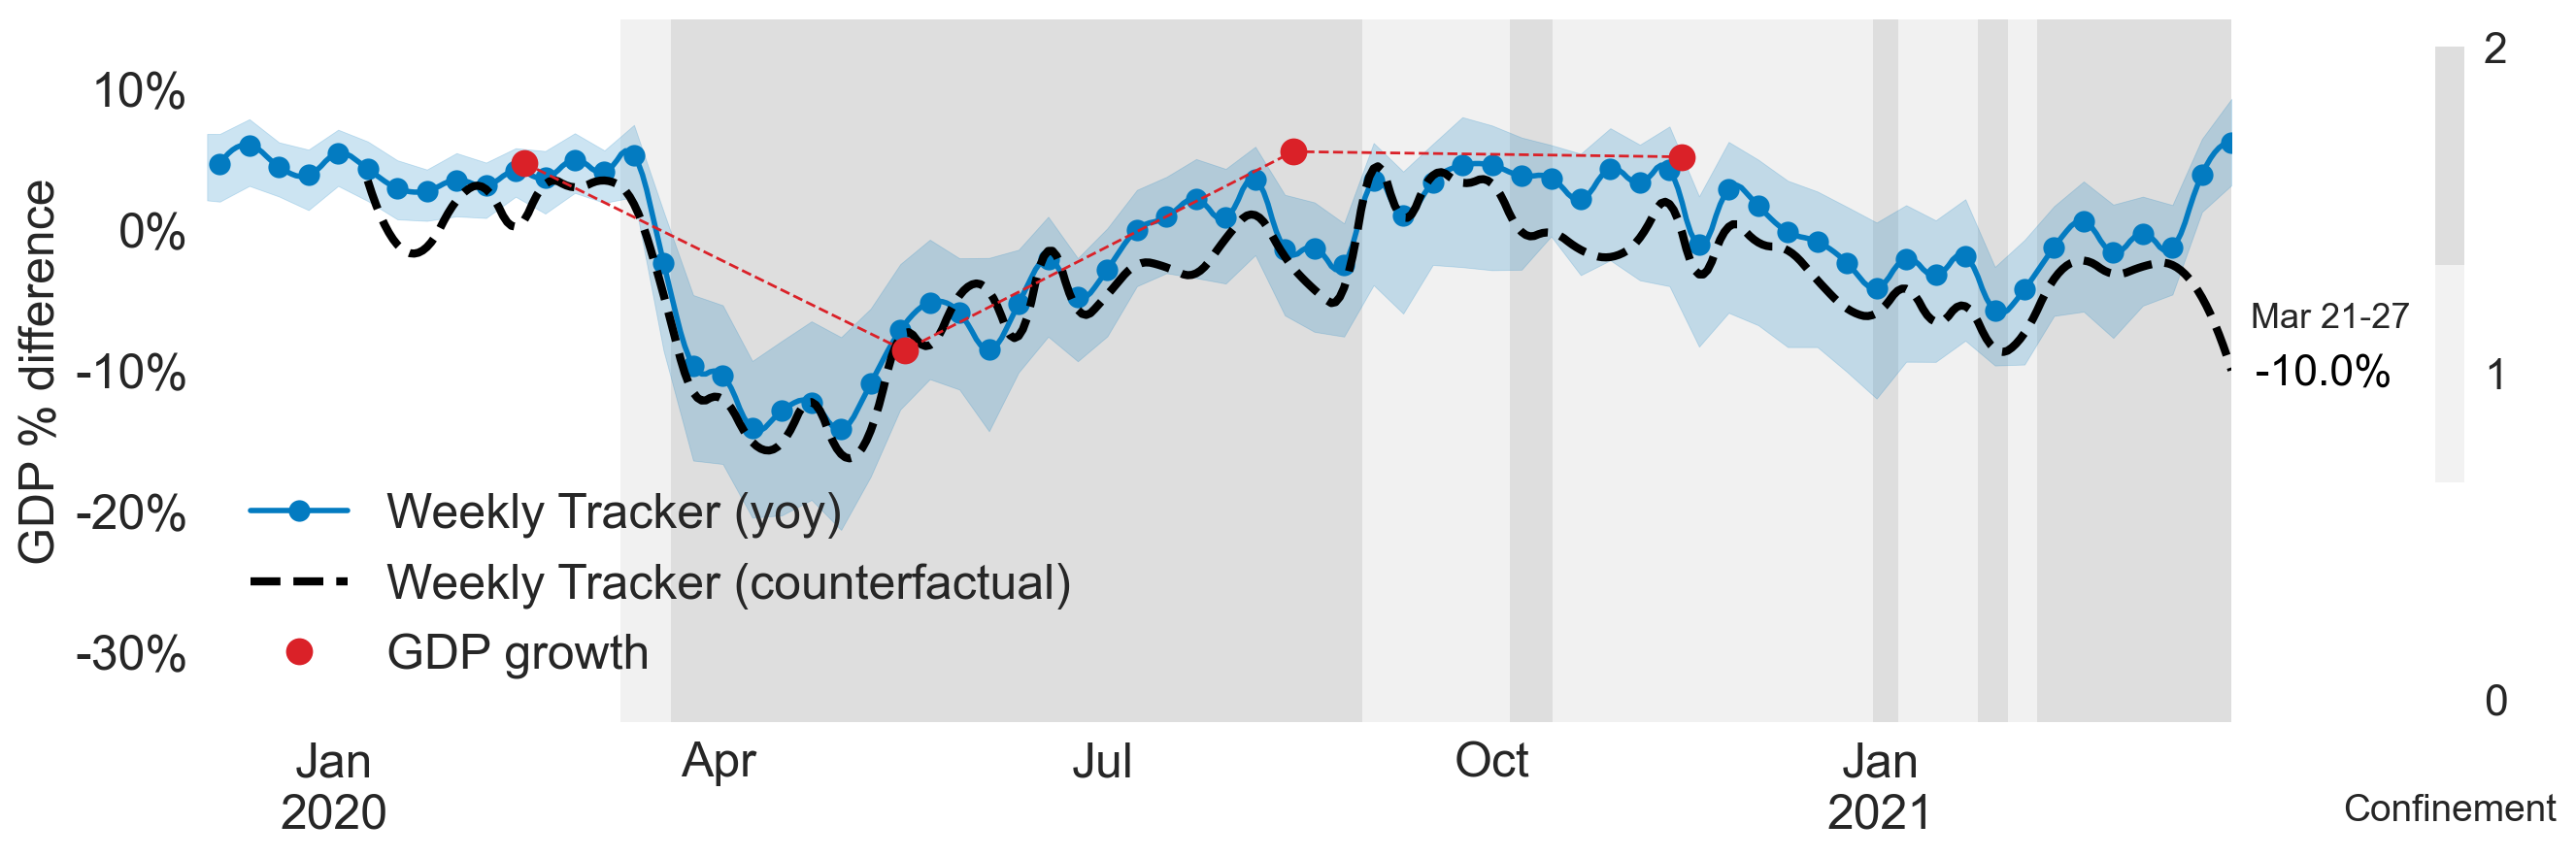 GDP % difference
10%
0%
-10%
-20%
-30%
Weekly Tracker (yoy)
Weekly Tracker (counterfactual)
GDP growth
Jan
2020
Apr
Jul
Oct
Jan
2021
Mar 21-27
-10.0%
2
1
0
Confinement